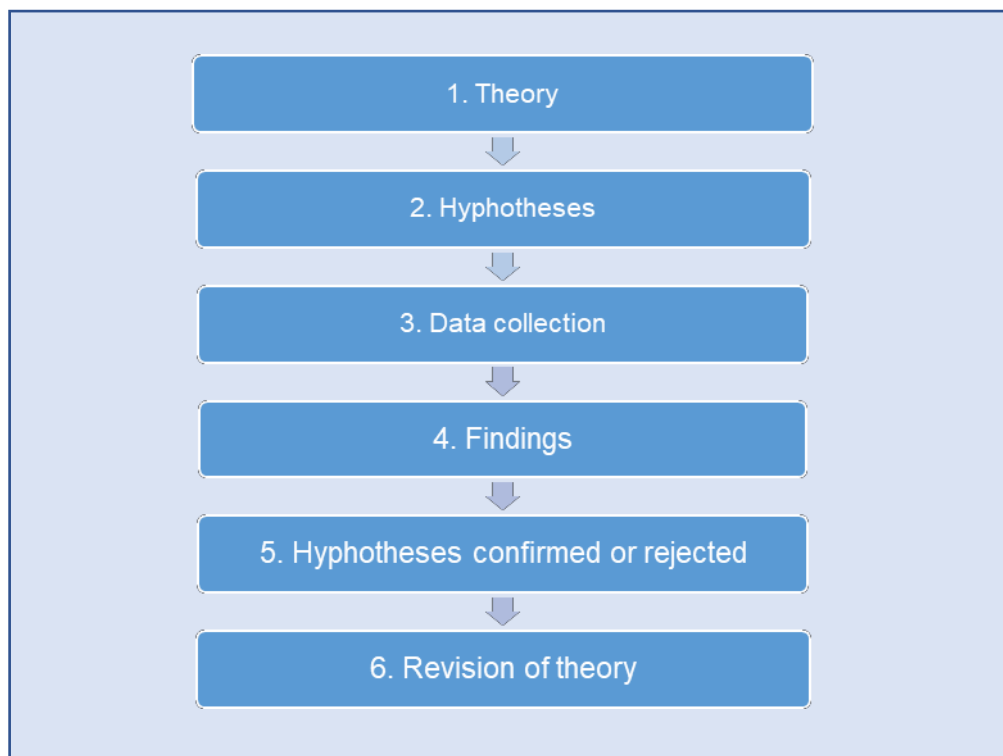 1. Theory
2. Hyphotheses
3. Data collection
4. Findings
5. Hyphotheses confirmed or rejected
6. Revision of theory